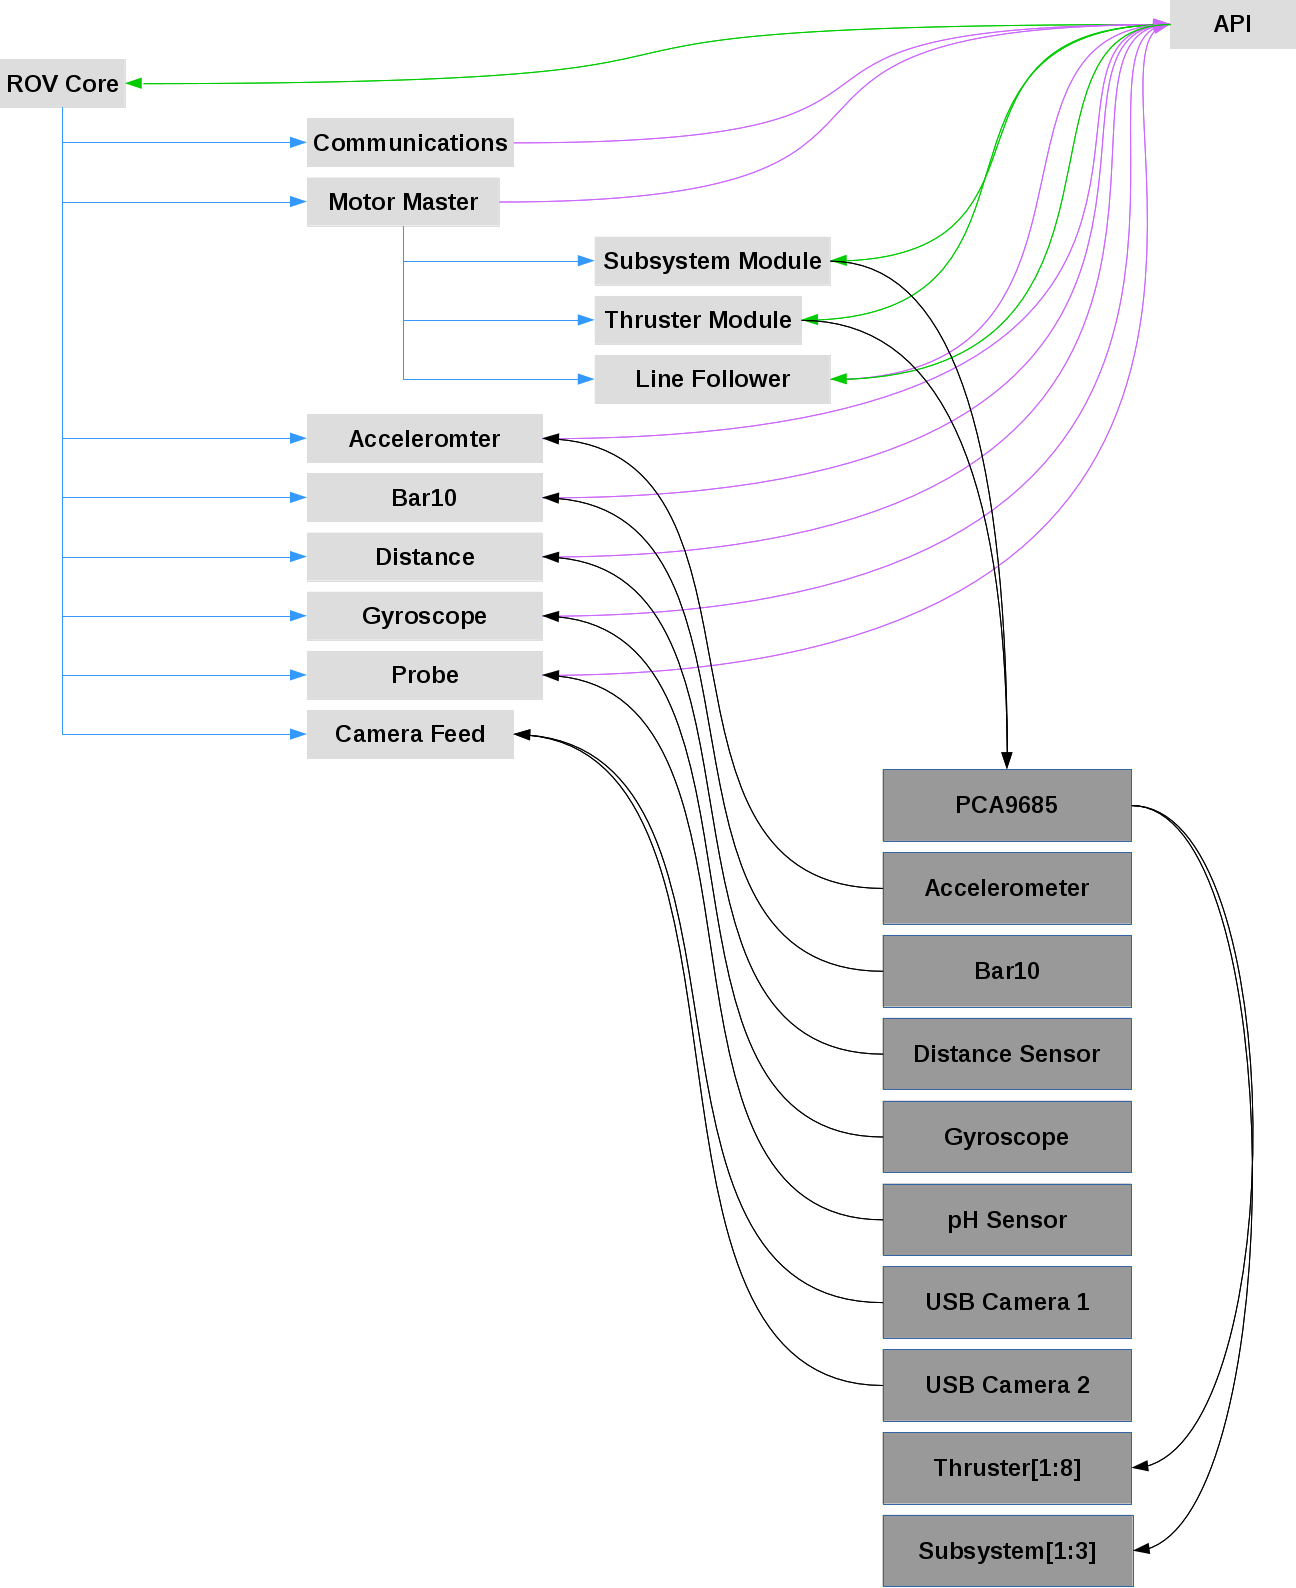 API
ROV Core
Communications
Motor Master
Subsystem Module
Thruster Module
Line Follower
Acceleromter
Bar10
Distance
Gyroscope
Probe
Camera Feed
PCA9685
Accelerometer
Bar10
Distance Sensor
Gyroscope
pH Sensor
USB Camera 1
USB Camera 2
Thruster[1:8]
Subsystem[1:3]